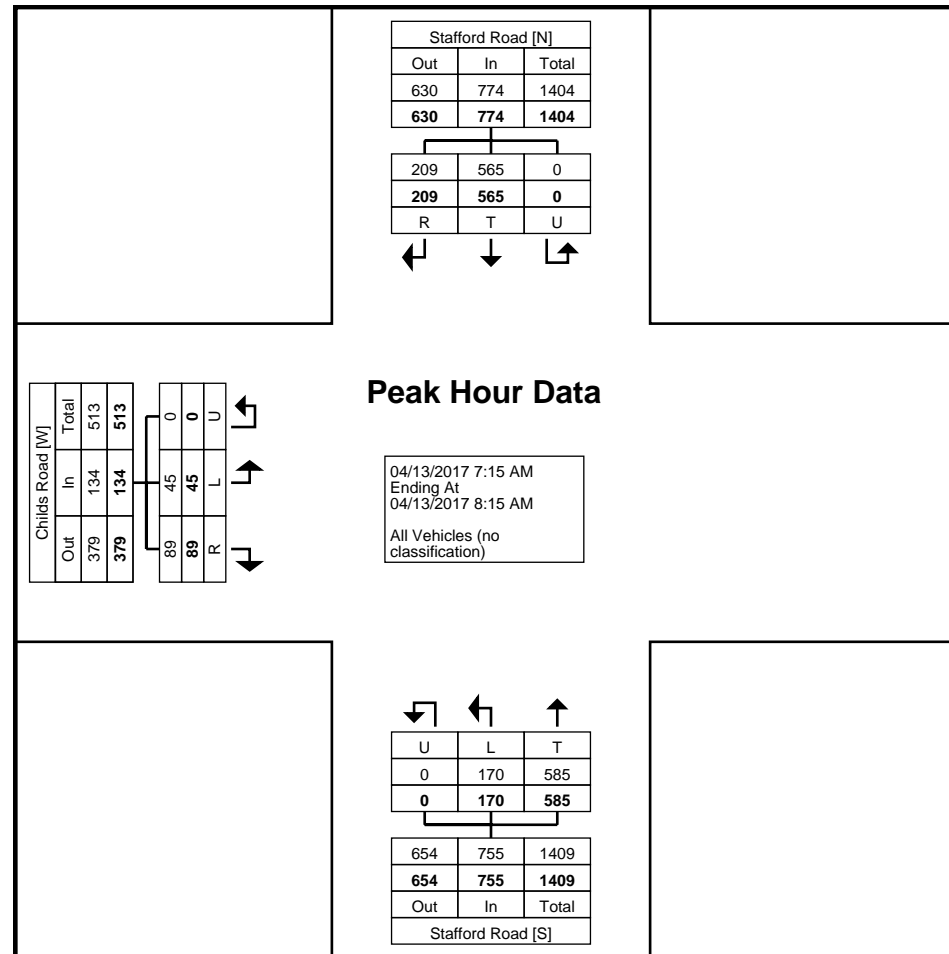 Stafford Road [N]
Out In Total
630 774 1404
630 774 1404
209 565 0
209 565 0
R T U
Peak Hour Data
Childs Road [W]
Out In Total
379 134 513
379 134 513
89 45 0
89 45 0
R L U
04/13/2017 7:15 AM
Ending At
04/13/2017 8:15 AM
All Vehicles (no
classification)
U L T
0 170 585
0 170 585
654 755 1409
654 755 1409
Out In Total
Stafford Road [S]